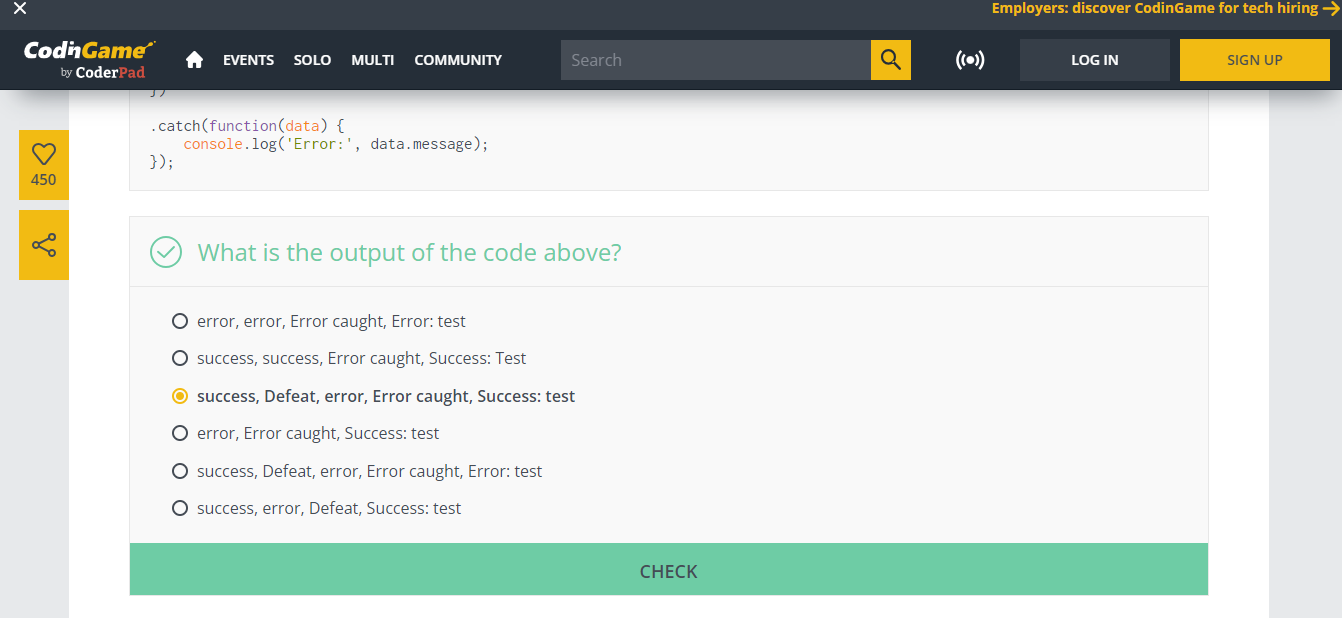 Employers: discover CodinGame for tech hiring
CodinGame
by CoderPad
EVENTS SOLO MULTI COMMUNITY
Search
LOG IN
SIGN UP
})
.catch(function(data) {
console.log('Error:', data.message);
});
450
What is the output of the code above?
error, error, Error caught, Error: test
success, success, Error caught, Success: Test
success, Defeat, error, Error caught, Success: test
error, Error caught, Success: test
success, Defeat, error, Error caught, Error: test
success, error, Defeat, Success: test
CHECK